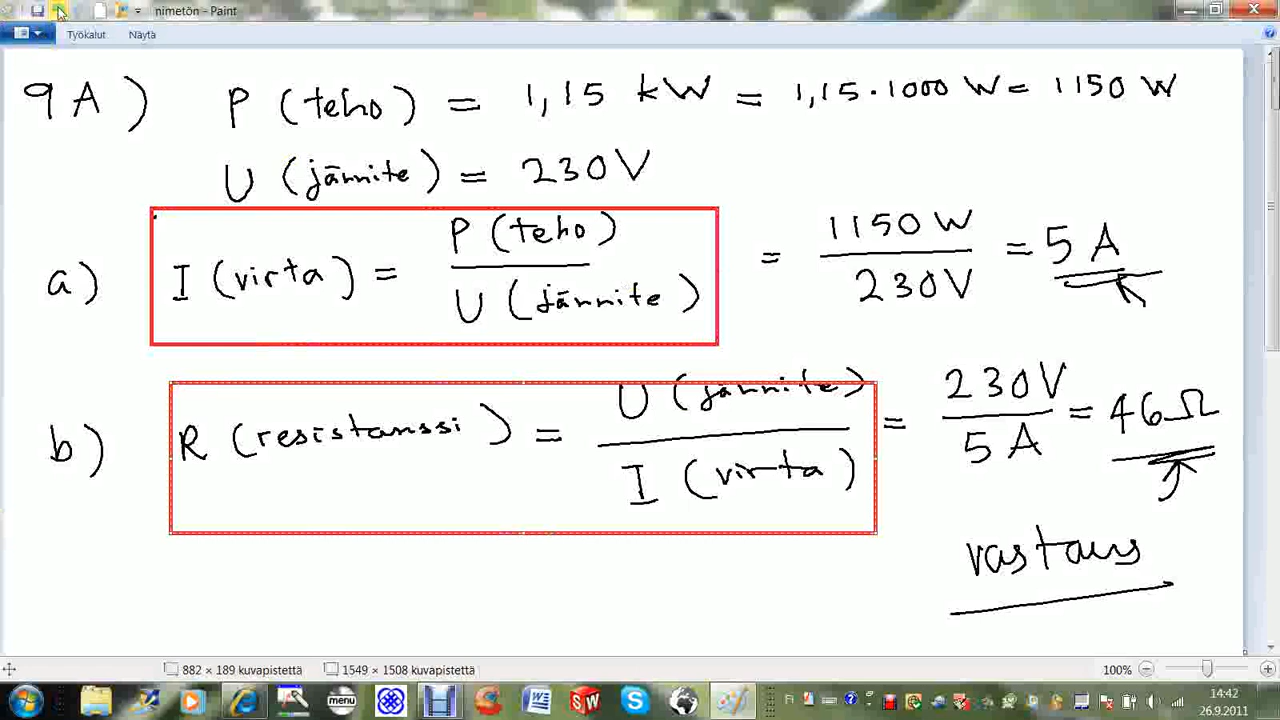 nimetön - Paint
Työkalut Näytä
9A) P (teho) = 1,15 kW = 1,15·1000 W = 1150 W
U (jännite) = 230 V
a) I (virta) = P (teho) / U (jännite) = 1150 W / 230 V = 5 A
b) R (resistanssi) = U (jännite) / I (virta) = 230 V / 5 A = 46 Ω
vastaus
882 × 189 kuvapistettä 1549 × 1508 kuvapistettä 100%
menu
14:42
26.9.2011